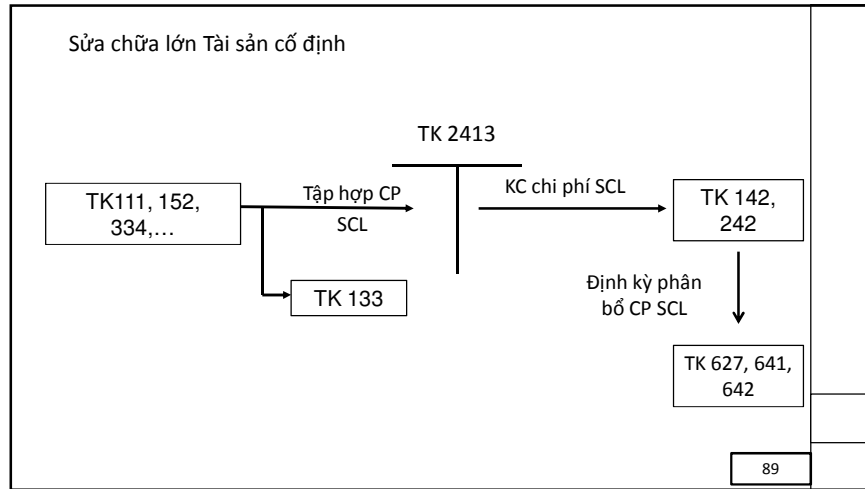 Sửa chữa lớn Tài sản cố định
TK 2413
TK111, 152,
334,…
Tập hợp CP
SCL
KC chi phí SCL
TK 142,
242
TK 133
Định kỳ phân
bổ CP SCL
TK 627, 641,
642
89